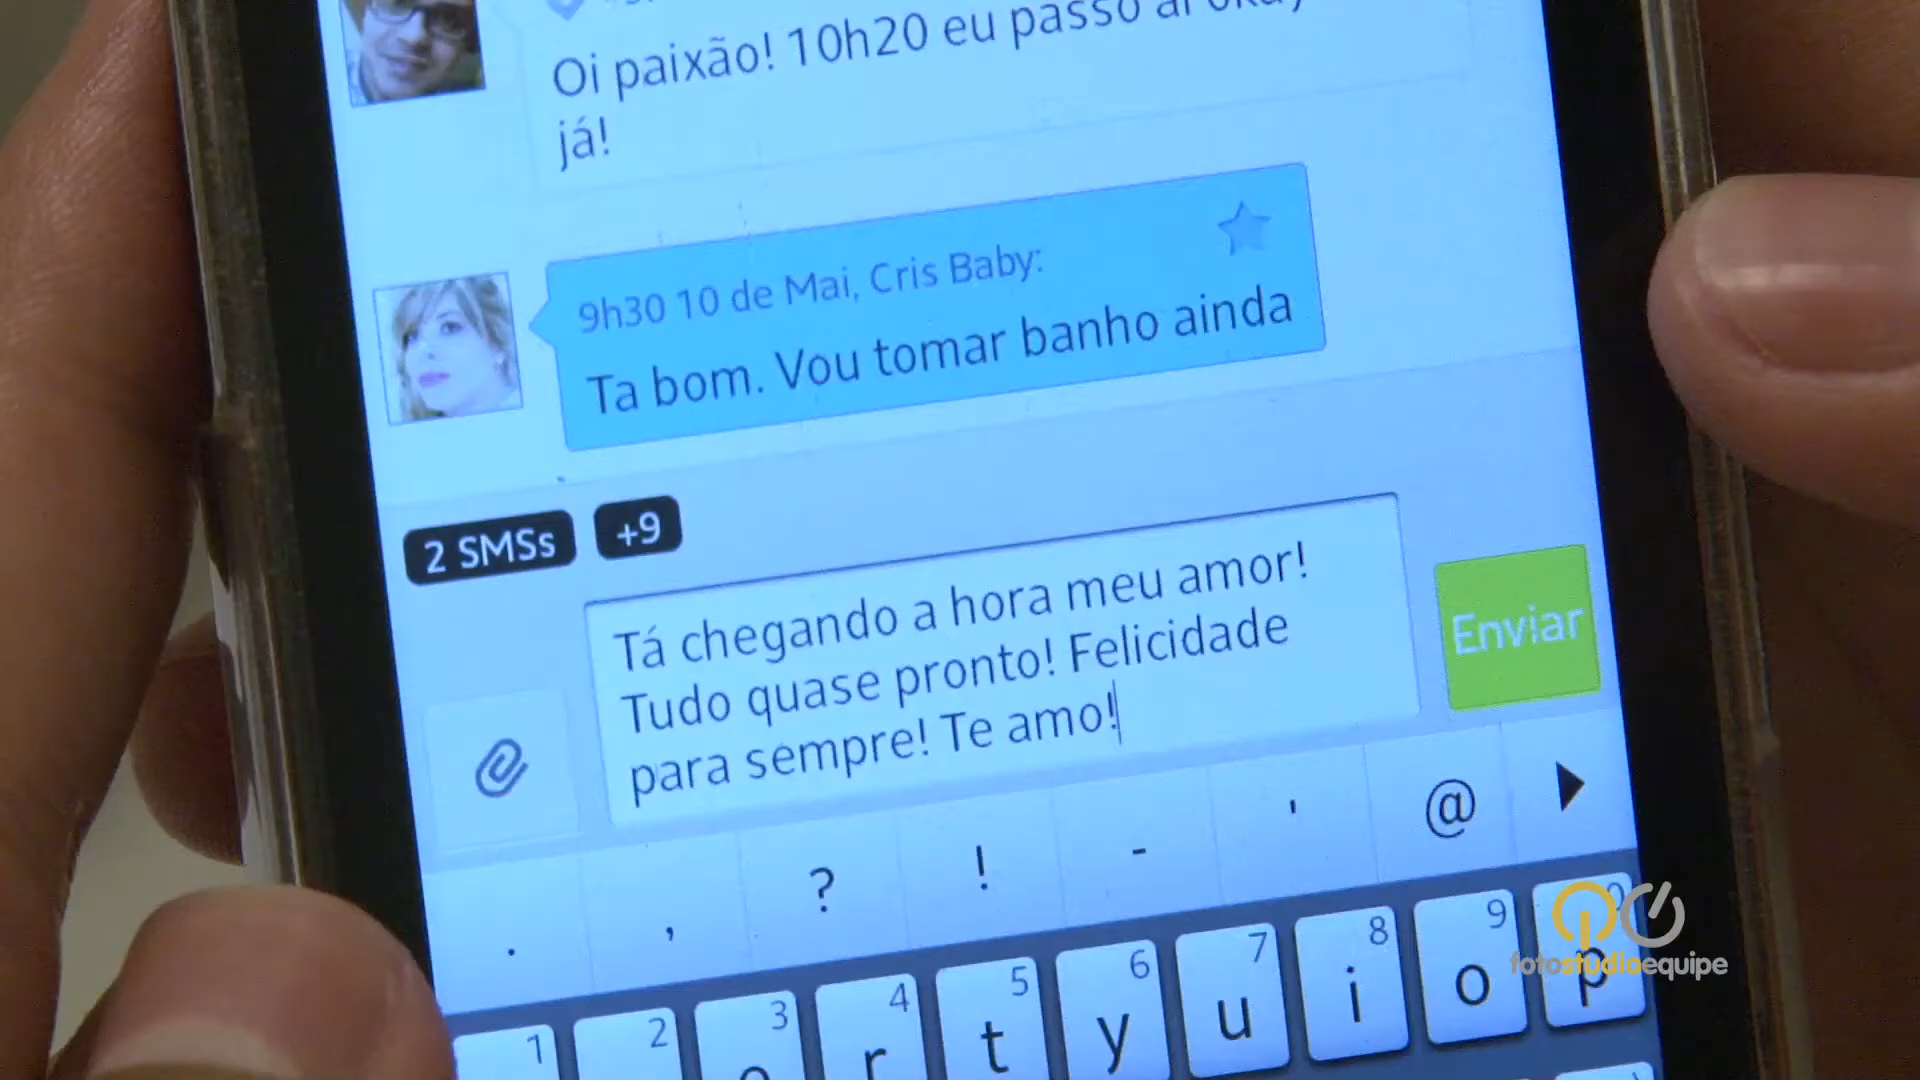 Oi paixão! 10h20 eu passo aí okay
já!
9h30 10 de Mai, Cris Baby:
Ta bom. Vou tomar banho ainda
2 SMSs +9
Tá chegando a hora meu amor!
Tudo quase pronto! Felicidade
para sempre! Te amo!
Enviar
. , ? ! - ' @
1 2 3 4 5 6 7 8 9 0
r t y u i o p
fotostudioequipe